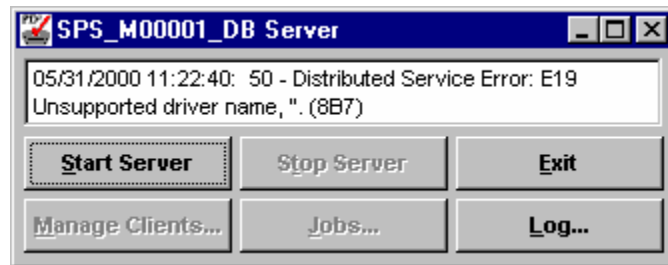 SPS_M00001_DB Server
05/31/2000 11:22:40:  50 - Distributed Service Error: E19
Unsupported driver name, ''. (8B7)
Start Server
Stop Server
Exit
Manage Clients...
Jobs...
Log...